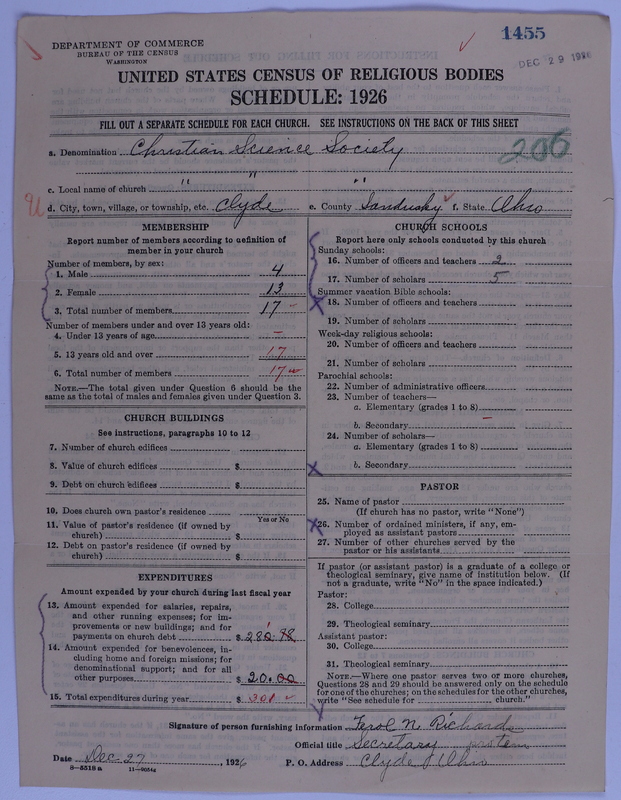 1455
DEPARTMENT OF COMMERCE
BUREAU OF THE CENSUS
WASHINGTON
DEC 29 1926
UNITED STATES CENSUS OF RELIGIOUS BODIES
SCHEDULE: 1926
FILL OUT A SEPARATE SCHEDULE FOR EACH CHURCH. SEE INSTRUCTIONS ON THE BACK OF THIS SHEET
a. Denomination Christian Science Society
206
c. Local name of church " " "
d. City, town, village, or township, etc. Clyde e. County Sandusky f. State Ohio
MEMBERSHIP
Report number of members according to definition of
member in your church
Number of members, by sex:
1. Male 4
2. Female 13
3. Total number of members 17
Number of members under and over 13 years old:
4. Under 13 years of age —
5. 13 years old and over 17
6. Total number of members 17
NOTE.—The total given under Question 6 should be the
same as the total of males and females given under Question 3.
CHURCH BUILDINGS
See instructions, paragraphs 10 to 12
7. Number of church edifices
8. Value of church edifices $
9. Debt on church edifices $
10. Does church own pastor's residence
Yes or No
11. Value of pastor's residence (if owned by
church) $
12. Debt on pastor's residence (if owned by
church) $
EXPENDITURES
Amount expended by your church during last fiscal year
13. Amount expended for salaries, repairs,
and other running expenses; for im-
provements or new buildings; and for
payments on church debt $ 280.98
14. Amount expended for benevolences, in-
cluding home and foreign missions; for
denominational support; and for all
other purposes $ 20.00
15. Total expenditures during year $ 301
CHURCH SCHOOLS
Report here only schools conducted by this church
Sunday schools:
16. Number of officers and teachers 2
17. Number of scholars 5
Summer vacation Bible schools:
18. Number of officers and teachers
19. Number of scholars
Week-day religious schools:
20. Number of officers and teachers
21. Number of scholars
Parochial schools:
22. Number of administrative officers
23. Number of teachers—
a. Elementary (grades 1 to 8)
b. Secondary —
24. Number of scholars—
a. Elementary (grades 1 to 8)
b. Secondary
PASTOR
25. Name of pastor
(If church has no pastor, write "None")
26. Number of ordained ministers, if any, em-
ployed as assistant pastors
27. Number of other churches served by the
pastor or his assistants
If pastor (or assistant pastor) is a graduate of a college or
theological seminary, give name of institution below. (If
not a graduate, write "No" in the space indicated.)
Pastor:
28. College
29. Theological seminary
Assistant pastor:
30. College
31. Theological seminary
NOTE.—Where one pastor serves two or more churches,
Questions 28 and 29 should be answered only on the schedule
for one of the churches; on the schedules for the other churches,
write "See schedule for church."
Signature of person furnishing information N. Richards
Official title Secretary
Date Dec 27, 1926 P. O. Address Clyde Ohio
8—5518a 11—9054